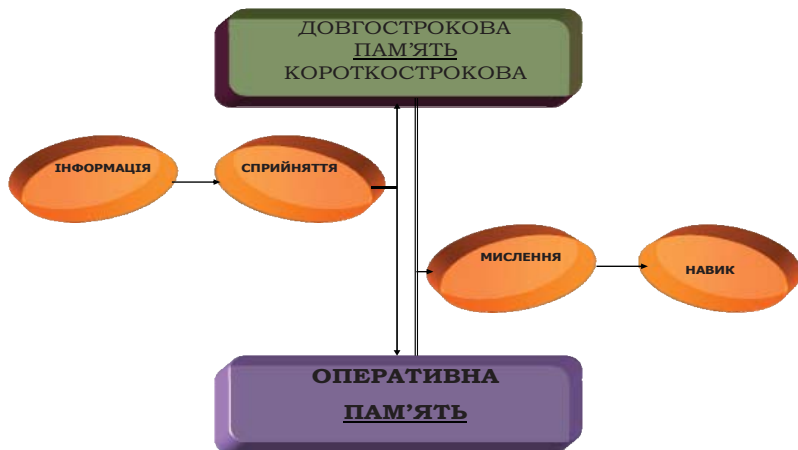 ДОВГОСТРОКОВА
ПАМ’ЯТЬ
КОРОТКОСТРОКОВА
ІНФОРМАЦІЯ
СПРИЙНЯТТЯ
МИСЛЕННЯ
НАВИК
ОПЕРАТИВНА
ПАМ’ЯТЬ